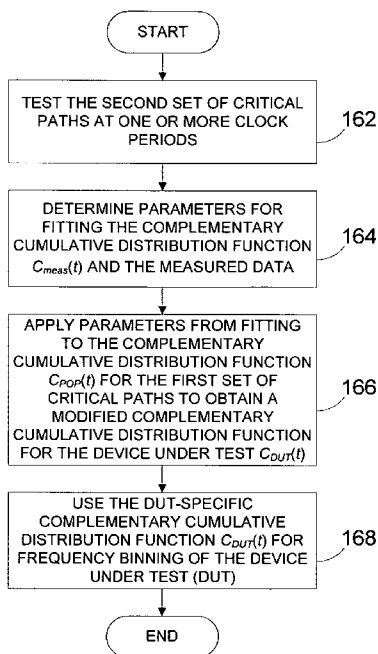 START
TEST THE SECOND SET OF CRITICAL
PATHS AT ONE OR MORE CLOCK
PERIODS
162
DETERMINE PARAMETERS FOR
FITTING THE COMPLEMENTARY
CUMULATIVE DISTRIBUTION FUNCTION
Cmeas(t) AND THE MEASURED DATA
164
APPLY PARAMETERS FROM FITTING
TO THE COMPLEMENTARY
CUMULATIVE DISTRIBUTION FUNCTION
CPOP(t) FOR THE FIRST SET OF
CRITICAL PATHS TO OBTAIN A
MODIFIED COMPLEMENTARY
CUMULATIVE DISTRIBUTION FUNCTION
FOR THE DEVICE UNDER TEST CDUT(t)
166
USE THE DUT-SPECIFIC
COMPLEMENTARY CUMULATIVE
DISTRIBUTION FUNCTION CDUT(t) FOR
FREQUENCY BINNING OF THE DEVICE
UNDER TEST (DUT)
168
END